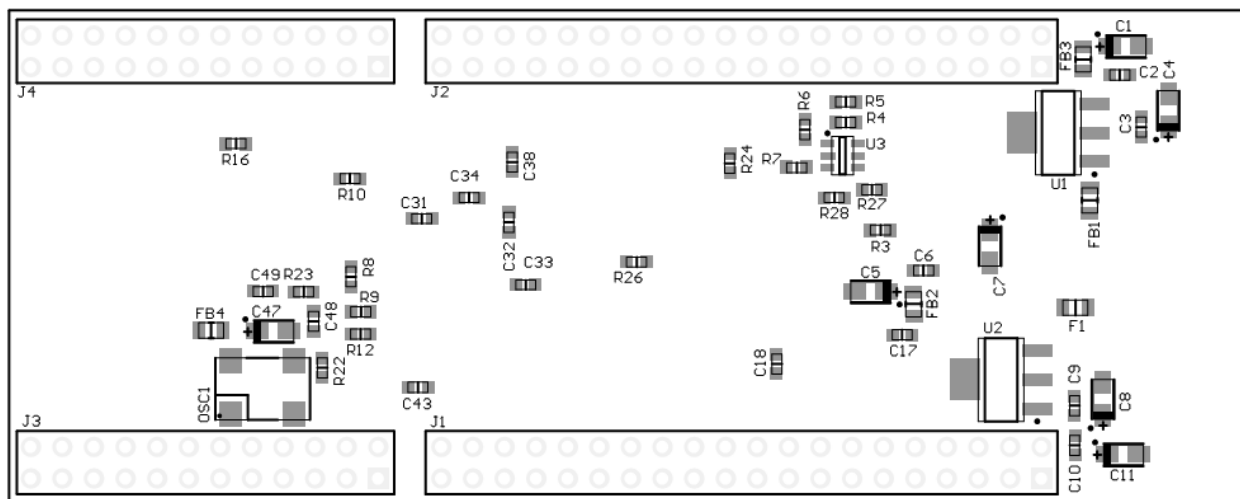 C1
FB3
C2
C4
J4
J2
R6
R5
R4
C3
U3
R16
C38
R24
R7
R10
U1
C34
R27
C31
R28
FB1
C32
R3
C33
R26
C6
C7
R8
C49
R23
C5
R9
FB4
C47
C48
FB2
F1
R12
C17
U2
R22
C18
OSC1
C43
C9
C8
J3
J1
C10
C11